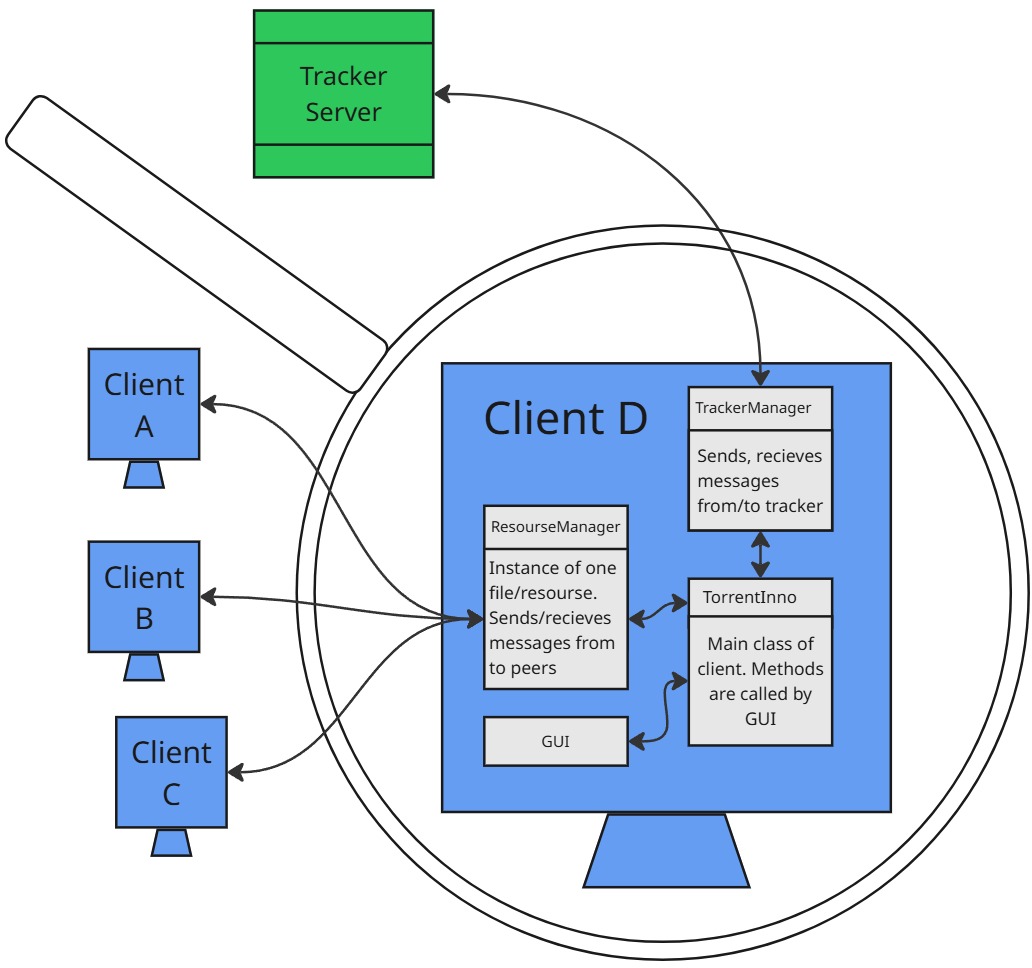 Tracker
Server
Client
A
Client
B
Client
C
Client D
TrackerManager
Sends, recieves
messages
from/to tracker
ResourseManager
Instance of one
file/resourse.
Sends/recieves
messages from
to peers
TorrentInno
Main class of
client. Methods
are called by
GUI
GUI